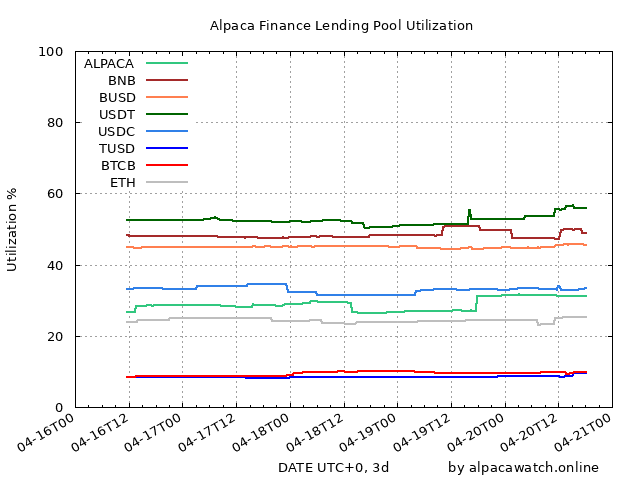 Alpaca Finance Lending Pool Utilization
100
80
60
40
20
0
Utilization %
ALPACA
BNB
BUSD
USDT
USDC
TUSD
BTCB
ETH
04-16T00
04-16T12
04-17T00
04-17T12
04-18T00
04-18T12
04-19T00
04-19T12
04-20T00
04-20T12
04-21T00
DATE UTC+0, 3d
by alpacawatch.online